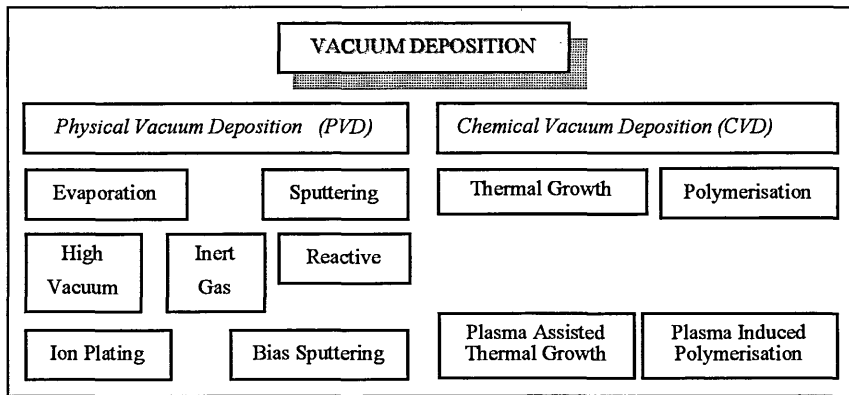 VACUUM DEPOSITION
Physical Vacuum Deposition (PVD)
Chemical Vacuum Deposition (CVD)
Evaporation
Sputtering
Thermal Growth
Polymerisation
High
Vacuum
Inert
Gas
Reactive
Ion Plating
Bias Sputtering
Plasma Assisted
Thermal Growth
Plasma Induced
Polymerisation